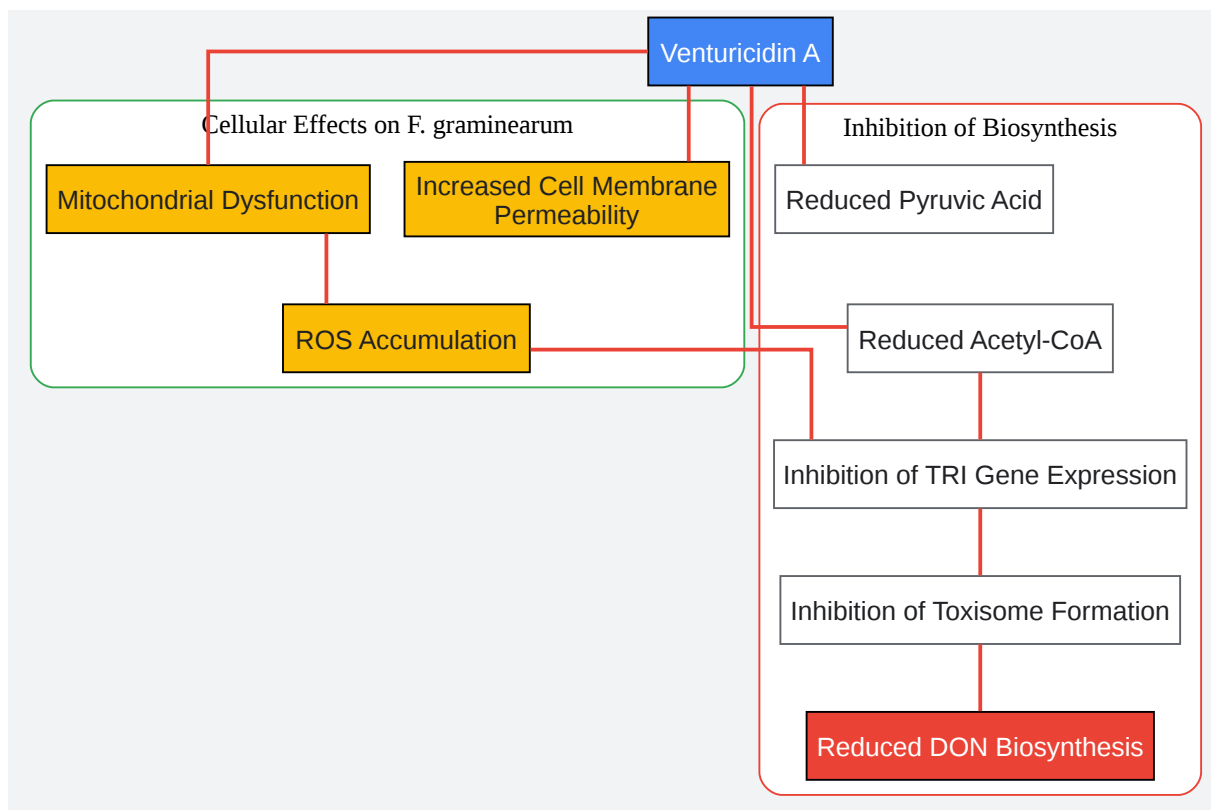 Venturicidin A
Cellular Effects on F. graminearum
Inhibition of Biosynthesis
Mitochondrial Dysfunction
Increased Cell Membrane
Permeability
Reduced Pyruvic Acid
ROS Accumulation
Reduced Acetyl-CoA
Inhibition of TRI Gene Expression
Inhibition of Toxisome Formation
Reduced DON Biosynthesis